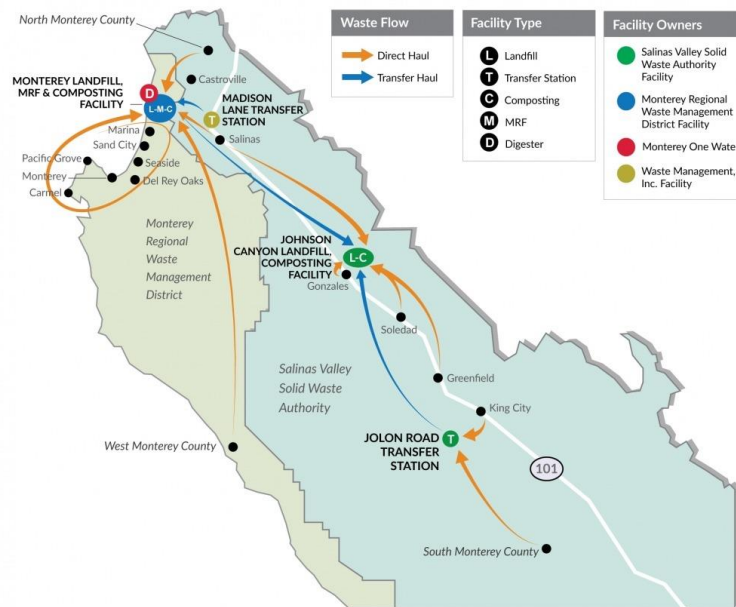 North Monterey County
Waste Flow
Direct Haul
Transfer Haul
Facility Type
L Landfill
T Transfer Station
C Composting
M MRF
D Digester
Facility Owners
Salinas Valley Solid
Waste Authority
Facility
Monterey Regional
Waste Management
District Facility
Monterey One Wate
Waste Management,
Inc. Facility
Castroville
MONTEREY LANDFILL,
MRF & COMPOSTING
FACILITY
D
L-M-C
MADISON
LANE TRANSFER
STATION
T
Marina
Salinas
Sand City
Pacific Grove
Seaside
Monterey
Del Rey Oaks
Carmel
Monterey
Regional
Waste
Management
District
JOHNSON
CANYON LANDFILL,
COMPOSTING
FACILITY
L-C
Gonzales
Soledad
Salinas Valley
Solid Waste
Authority
Greenfield
King City
JOLON ROAD
TRANSFER
STATION
T
West Monterey County
101
South Monterey County